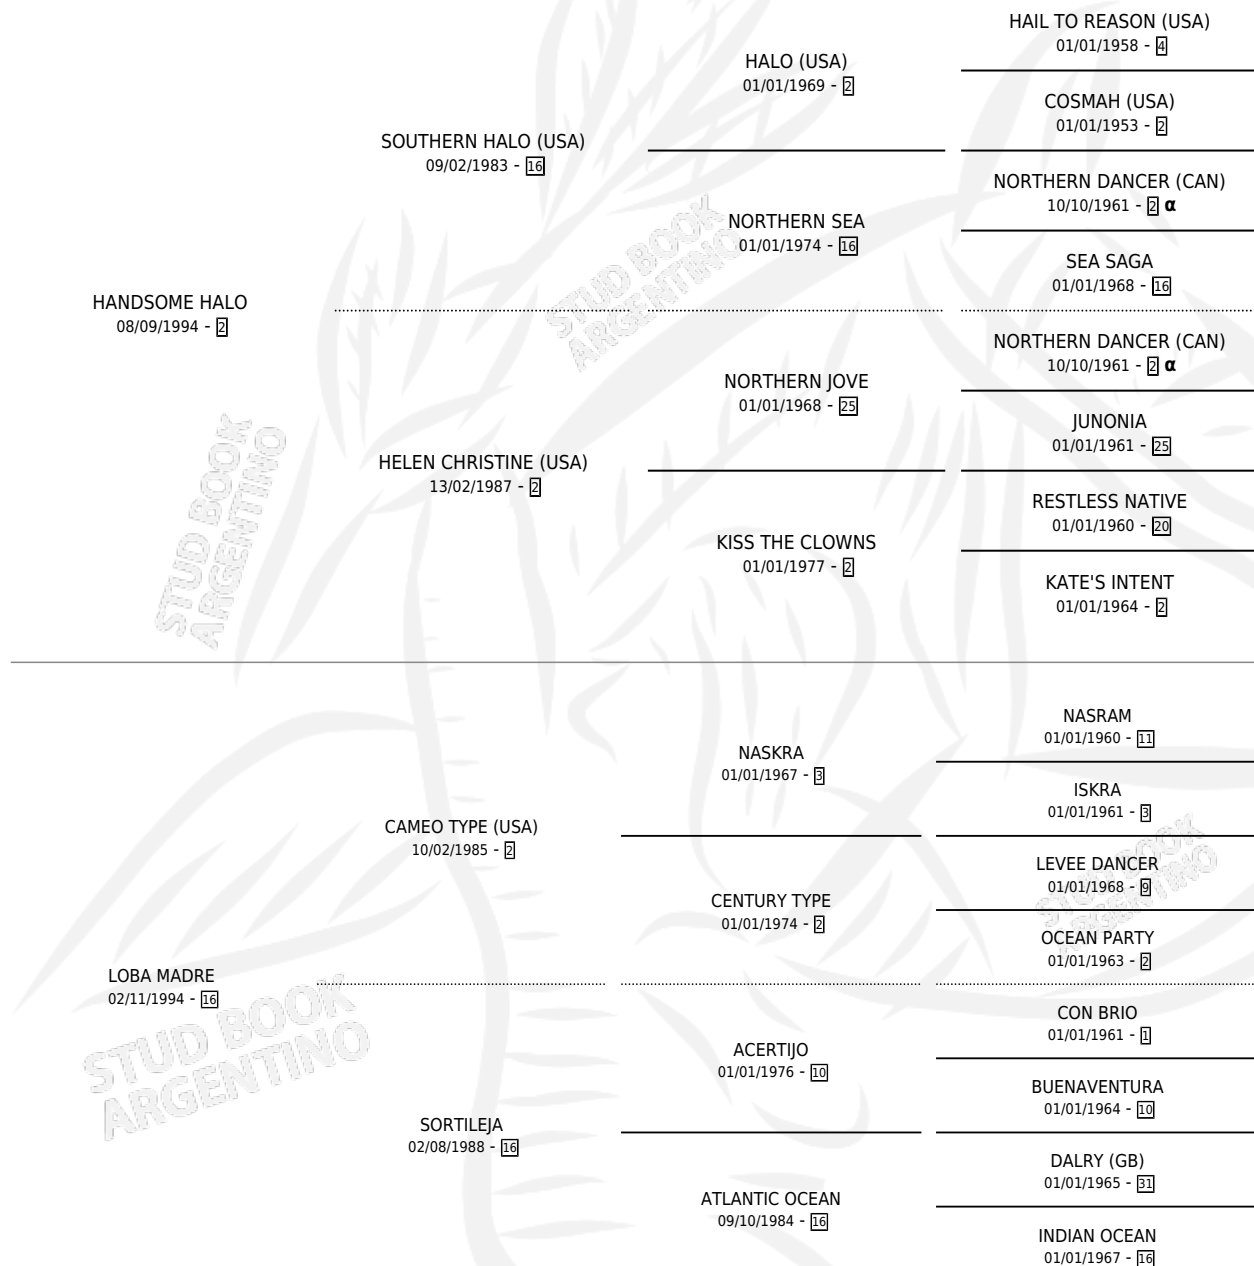 HANDSOME HALO
08/09/1994 - 2
SOUTHERN HALO (USA)
09/02/1983 - 16
HALO (USA)
01/01/1969 - 2
HAIL TO REASON (USA)
01/01/1958 - 4
COSMAH (USA)
01/01/1953 - 2
NORTHERN SEA
01/01/1974 - 16
NORTHERN DANCER (CAN)
10/10/1961 - 2 α
SEA SAGA
01/01/1968 - 16
HELEN CHRISTINE (USA)
13/02/1987 - 2
NORTHERN JOVE
01/01/1968 - 25
NORTHERN DANCER (CAN)
10/10/1961 - 2 α
JUNONIA
01/01/1961 - 25
KISS THE CLOWNS
01/01/1977 - 2
RESTLESS NATIVE
01/01/1960 - 20
KATE'S INTENT
01/01/1964 - 2
LOBA MADRE
02/11/1994 - 16
CAMEO TYPE (USA)
10/02/1985 - 2
NASKRA
01/01/1967 - 3
NASRAM
01/01/1960 - 11
ISKRA
01/01/1961 - 3
CENTURY TYPE
01/01/1974 - 2
LEVEE DANCER
01/01/1968 - 9
OCEAN PARTY
01/01/1963 - 2
SORTILEJA
02/08/1988 - 16
ACERTIJO
01/01/1976 - 10
CON BRIO
01/01/1961 - 1
BUENAVENTURA
01/01/1964 - 10
ATLANTIC OCEAN
09/10/1984 - 16
DALRY (GB)
01/01/1965 - 31
INDIAN OCEAN
01/01/1967 - 16
STUD BOOK
ARGENTINO
STUD BOOK
ARGENTINO
STUD BOOK
ARGENTINO
STUD BOOK
ARGENTINO